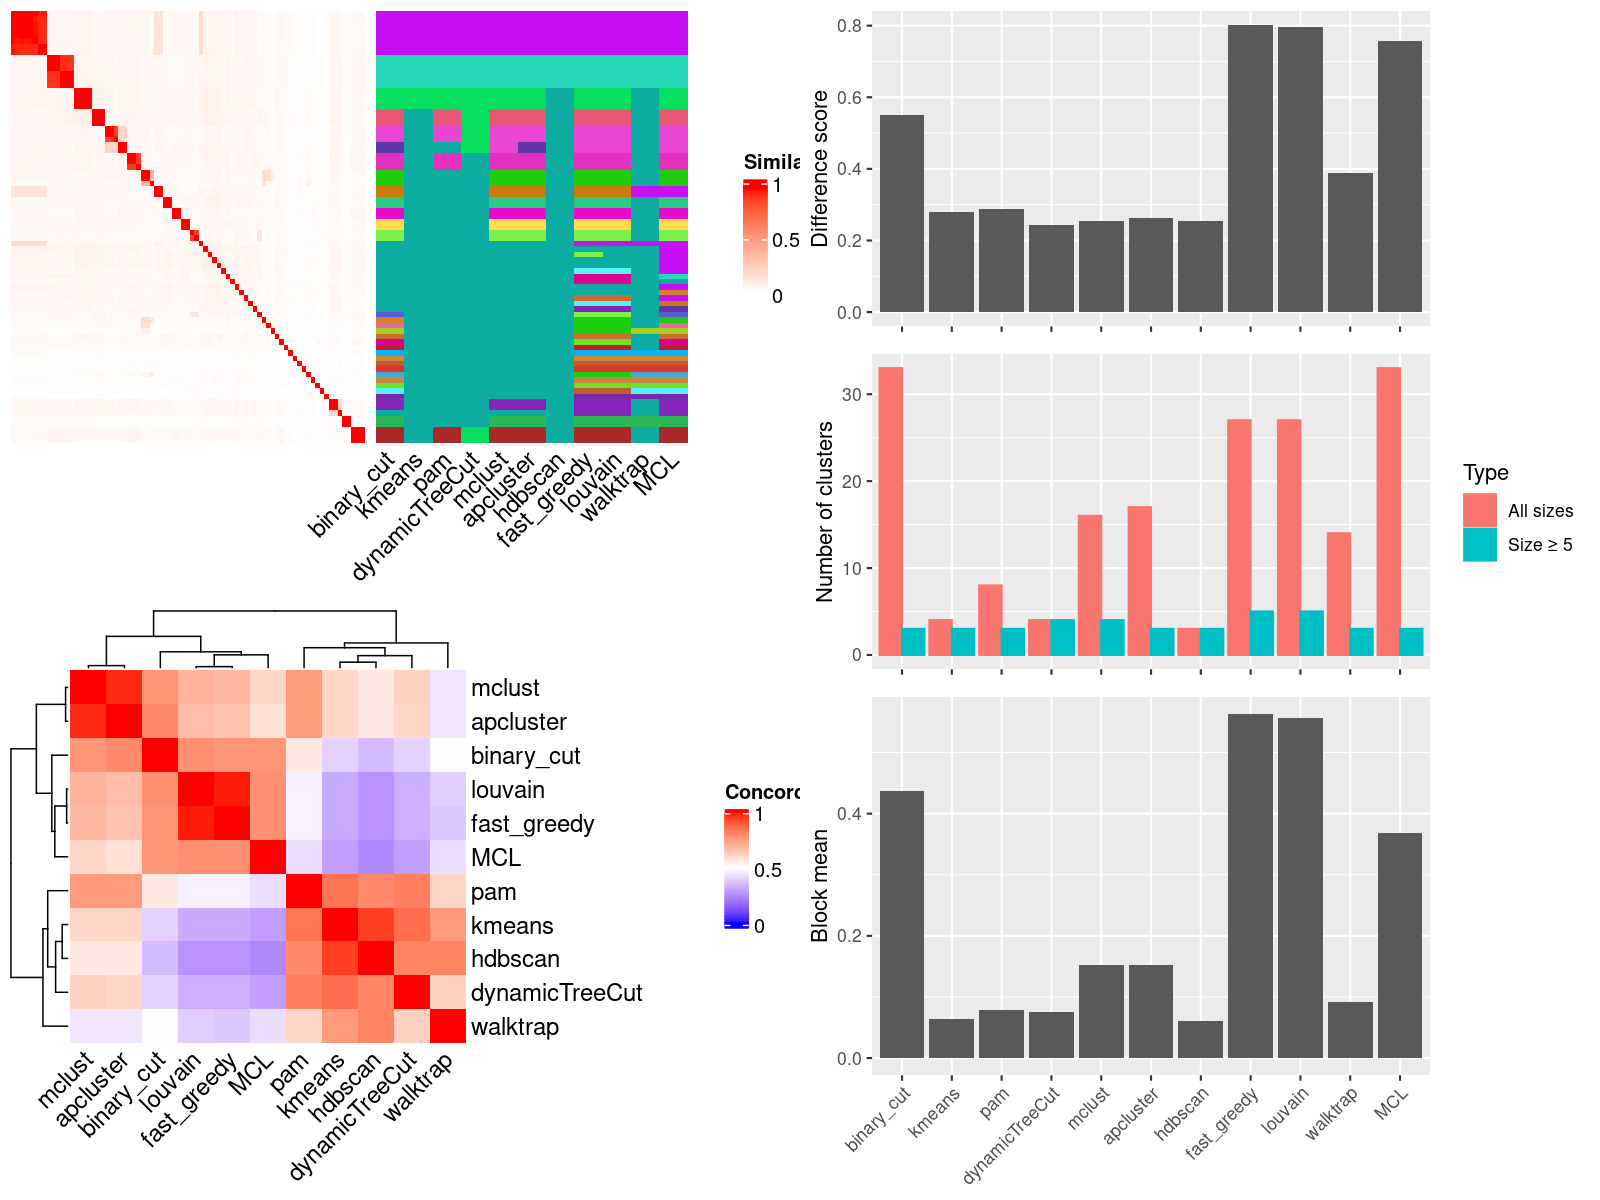 Simila
1
0.5
0
binary_cut
kmeans
pam
dynamicTreeCut
mclust
apcluster
hdbscan
fast_greedy
louvain
walktrap
MCL
mclust
apcluster
binary_cut
louvain
fast_greedy
MCL
pam
kmeans
hdbscan
dynamicTreeCut
walktrap
Concord
1
0.5
0
mclust
apcluster
binary_cut
louvain
fast_greedy
MCL
pam
kmeans
hdbscan
dynamicTreeCut
walktrap
Difference score
0.8
0.6
0.4
0.2
0.0
Number of clusters
30
20
10
0
Type
All sizes
Size ≥ 5
Block mean
0.4
0.2
0.0
binary_cut
kmeans
pam
dynamicTreeCut
mclust
apcluster
hdbscan
fast_greedy
louvain
walktrap
MCL